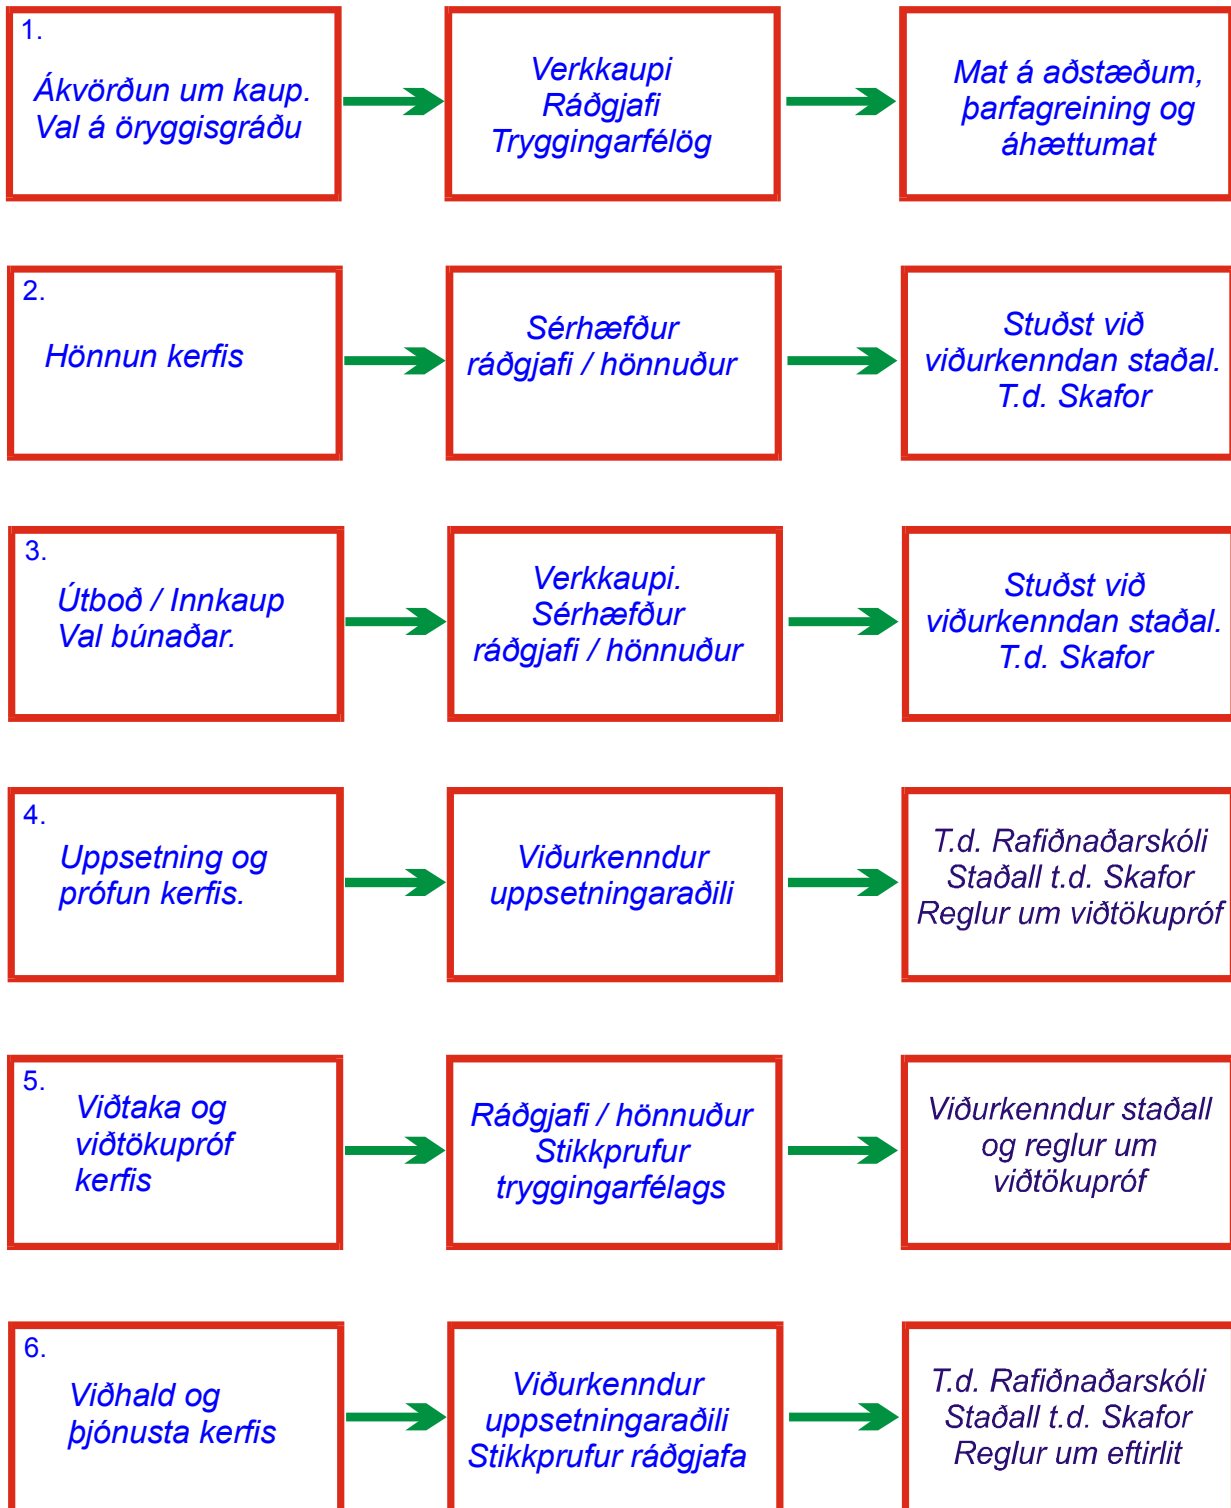 1.
Ákvörðun um kaup.
Val á öryggisgráðu
Verkkaupi
Ráðgjafi
Tryggingarfélög
Mat á aðstæðum,
þarfagreining og
áhættumat
2.
Hönnun kerfis
Sérhæfður
ráðgjafi / hönnuður
Stuðst við
viðurkenndan staðal.
T.d. Skafor
3.
Útboð / Innkaup
Val búnaðar.
Verkkaupi.
Sérhæfður
ráðgjafi / hönnuður
Stuðst við
viðurkenndan staðal.
T.d. Skafor
4.
Uppsetning og
prófun kerfis.
Viðurkenndur
uppsetningaraðili
T.d. Rafiðnaðarskóli
Staðall t.d. Skafor
Reglur um viðtökupróf
5.
Viðtaka og
viðtökupróf
kerfis
Ráðgjafi / hönnuður
Stikkprufur
tryggingarfélags
Viðurkenndur staðall
og reglur um
viðtökupróf
6.
Viðhald og
þjónusta kerfis
Viðurkenndur
uppsetningaraðili
Stikkprufur ráðgjafa
T.d. Rafiðnaðarskóli
Staðall t.d. Skafor
Reglur um eftirlit